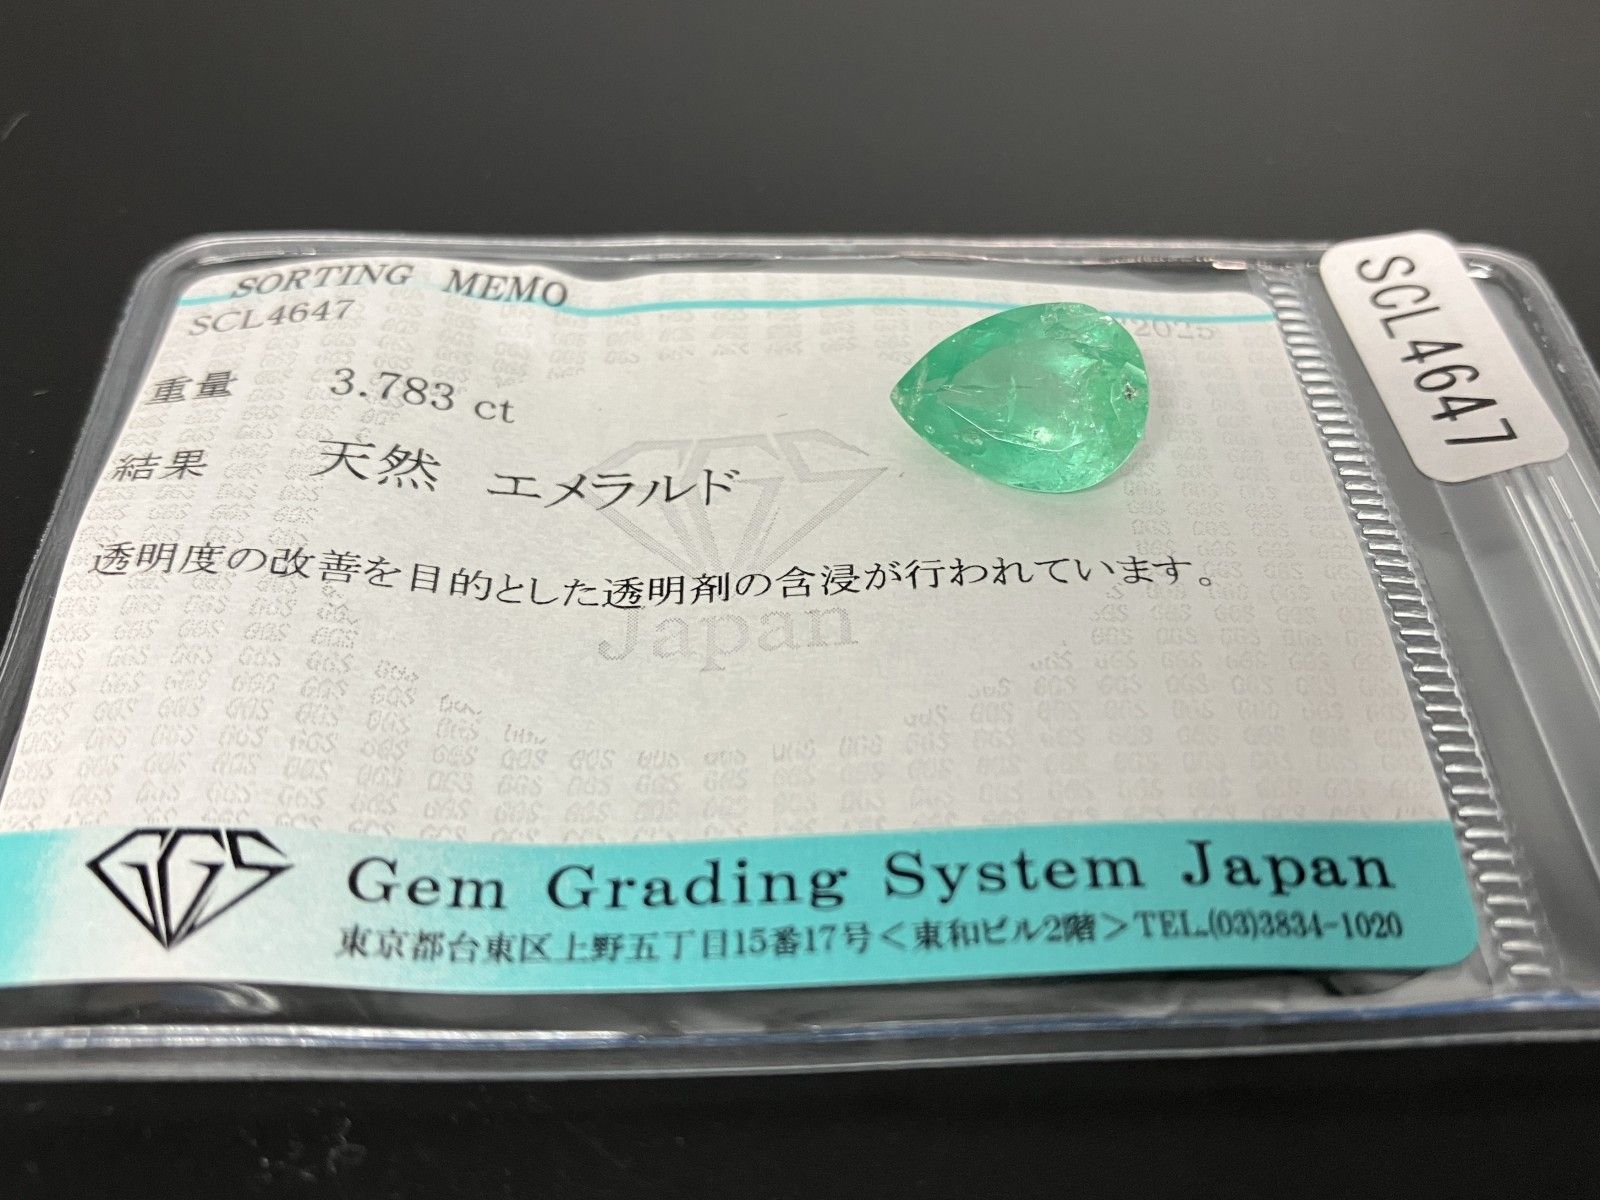 SORTING MEMO
SCL4647
2025
重量 3.783 ct
結果 天然 エメラルド
透明度の改善を目的とした透明剤の含浸が行われています。
GGS
Japan
GGS Gem Grading System Japan
東京都台東区上野五丁目15番17号＜東和ビル2階＞TEL.(03)3834-1020
SCL4647